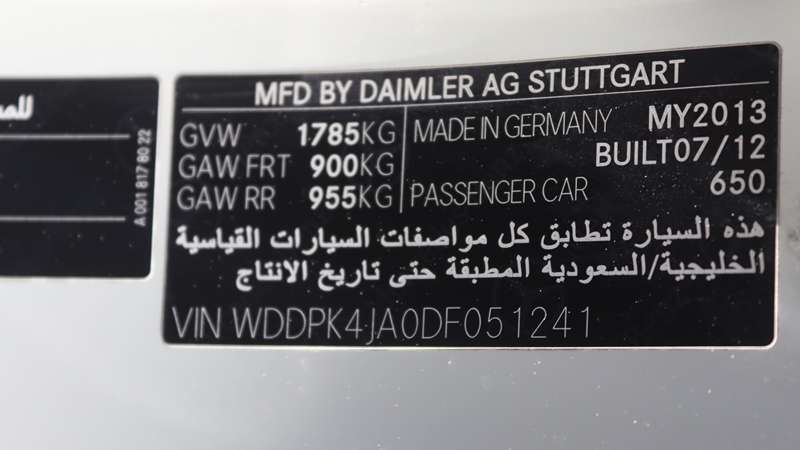 MFD BY DAIMLER AG STUTTGART
GVW 1785KG
GAW FRT 900KG
GAW RR 955KG
MADE IN GERMANY MY2013
BUILT07/12
PASSENGER CAR 650
هذه السيارة تطابق كل مواصفات السيارات القياسية
الخليجية/السعودية المطبقة حتى تاريخ الانتاج
VIN WDDPK4JA0DF051241
A 001 817 80 22